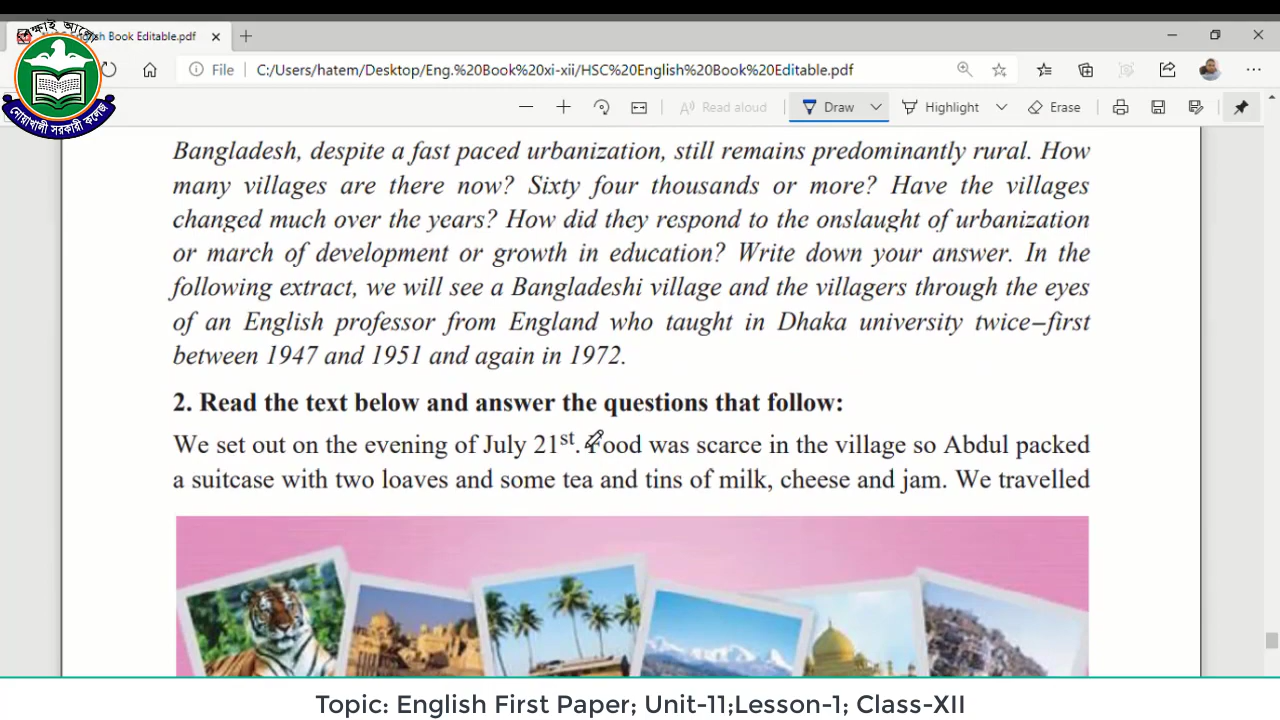 English Book Editable.pdf
File
C:/Users/hatem/Desktop/Eng.%20Book%20xi-xii/HSC%20English%20Book%20Editable.pdf
Read aloud
Draw
Highlight
Erase
নোয়াখালী সরকারী কলেজ
Bangladesh, despite a fast paced urbanization, still remains predominantly rural. How
many villages are there now? Sixty four thousands or more? Have the villages
changed much over the years? How did they respond to the onslaught of urbanization
or march of development or growth in education? Write down your answer. In the
following extract, we will see a Bangladeshi village and the villagers through the eyes
of an English professor from England who taught in Dhaka university twice–first
between 1947 and 1951 and again in 1972.
2. Read the text below and answer the questions that follow:
We set out on the evening of July 21st. Food was scarce in the village so Abdul packed
a suitcase with two loaves and some tea and tins of milk, cheese and jam. We travelled
Topic: English First Paper; Unit-11;Lesson-1; Class-XII